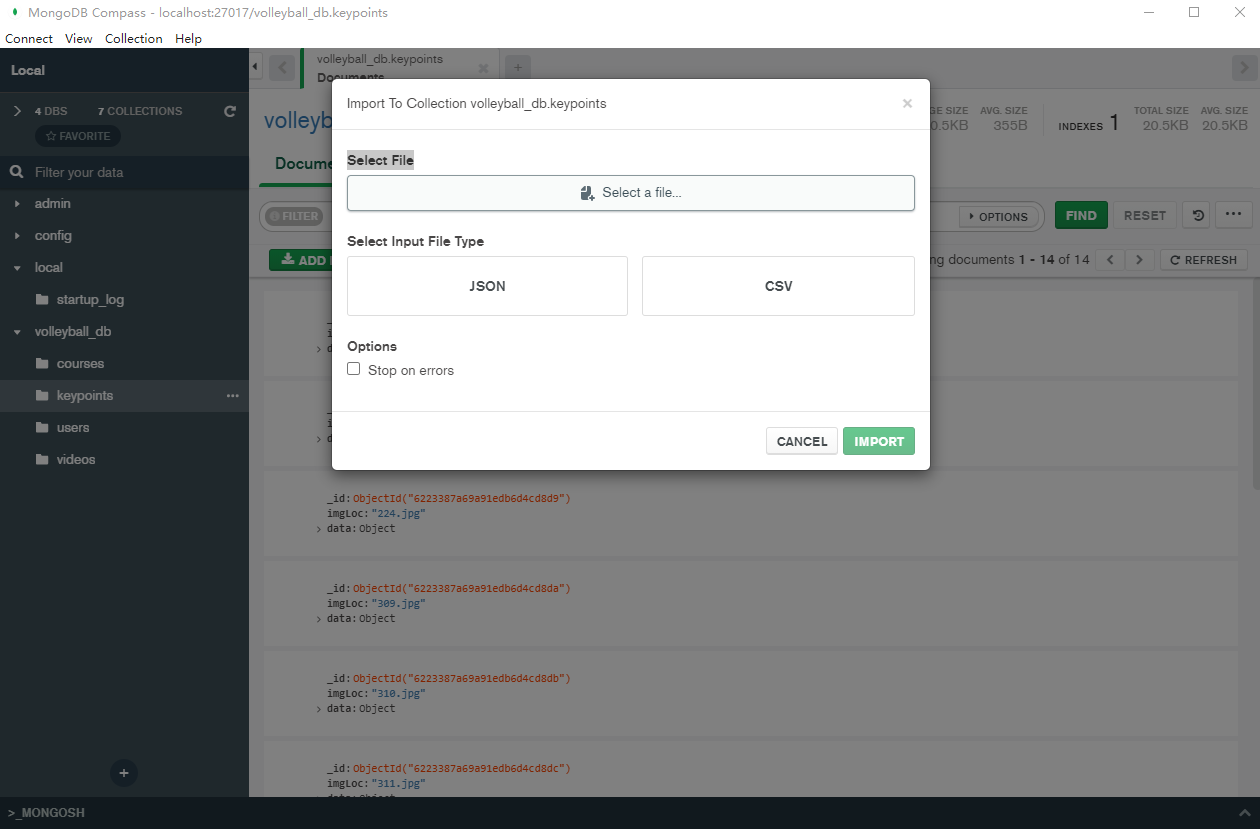 MongoDB Compass - localhost:27017/volleyball_db.keypoints
Connect View Collection Help
Local
4 DBS 7 COLLECTIONS
FAVORITE
Filter your data
admin
config
local
startup_log
volleyball_db
courses
keypoints
users
videos
>_MONGOSH
volleyball_db.keypoints
Documents
volleyb
SIZE AVG. SIZE TOTAL SIZE AVG. SIZE
0.5KB 355B INDEXES 1 20.5KB 20.5KB
Docume
FILTER OPTIONS FIND RESET
ADD
ng documents 1 - 14 of 14 REFRESH
Import To Collection volleyball_db.keypoints
Select File
Select a file...
Select Input File Type
JSON CSV
Options
Stop on errors
CANCEL IMPORT
_id: ObjectId("6223387a69a91edb6d4cd8d9")
imgLoc: "224.jpg"
data: Object
_id: ObjectId("6223387a69a91edb6d4cd8da")
imgLoc: "309.jpg"
data: Object
_id: ObjectId("6223387a69a91edb6d4cd8db")
imgLoc: "310.jpg"
data: Object
_id: ObjectId("6223387a69a91edb6d4cd8dc")
imgLoc: "311.jpg"
data: Object